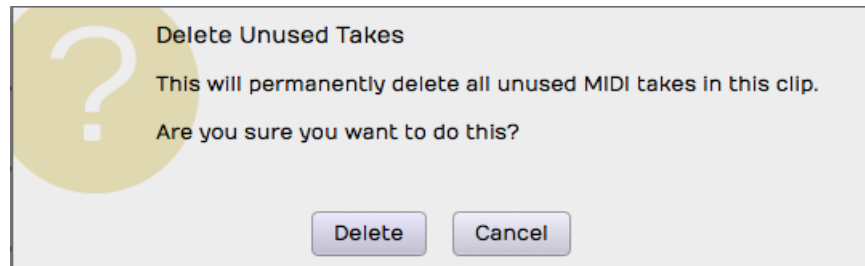 Delete Unused Takes
This will permanently delete all unused MIDI takes in this clip.
Are you sure you want to do this?
Delete Cancel